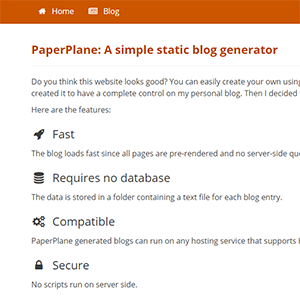 Home Blog
PaperPlane: A simple static blog generator
Do you think this website looks good? You can easily create your own using
created it to have a complete control on my personal blog. Then I decided
Here are the features:
Fast
The blog loads fast since all pages are pre-rendered and no server-side
Requires no database
The data is stored in a folder containing a text file for each blog entry.
Compatible
PaperPlane generated blogs can run on any hosting service that supports
Secure
No scripts run on server side.